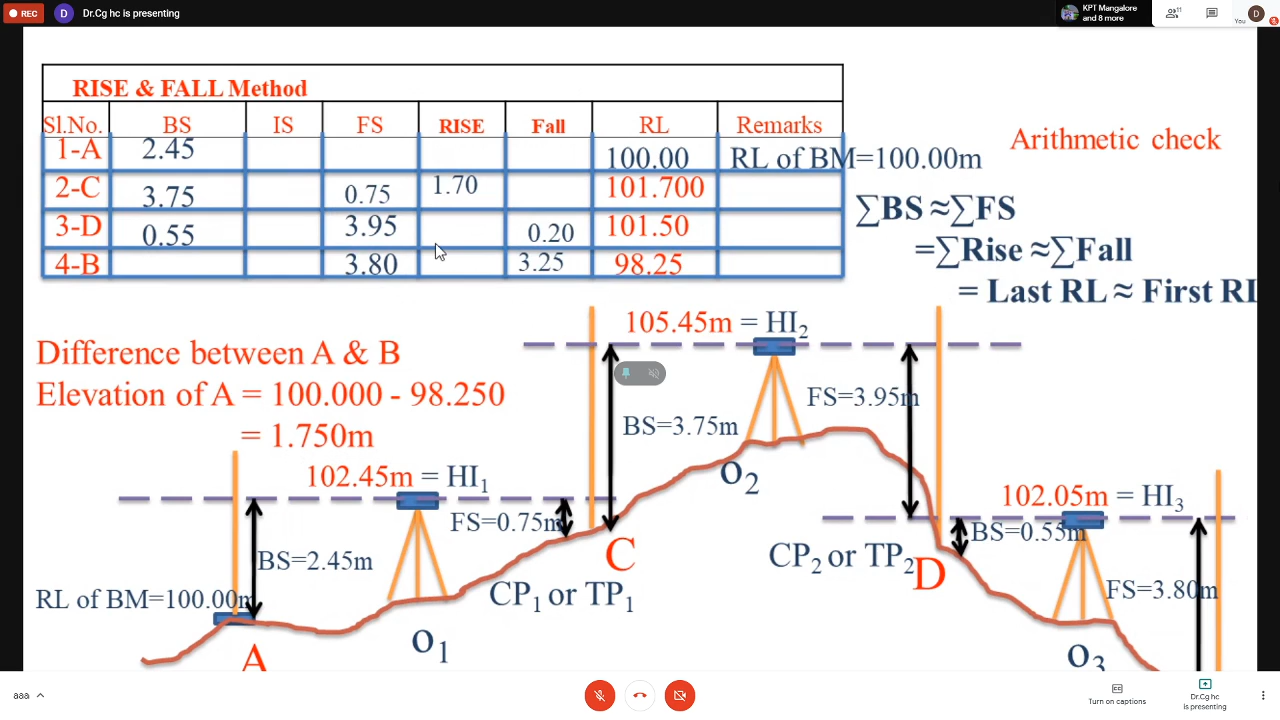 REC D Dr.Cg hc is presenting
KPT Mangalore
and 8 more
11
You
D
RISE & FALL Method
Sl.No. BS IS FS RISE Fall RL Remarks
1-A 2.45 100.00 RL of BM=100.00m
2-C 3.75 0.75 1.70 101.700
3-D 0.55 3.95 0.20 101.50
4-B 3.80 3.25 98.25
Arithmetic check
∑BS ≈∑FS
=∑Rise ≈∑Fall
= Last RL ≈ First RL
Difference between A & B
Elevation of A = 100.000 - 98.250
= 1.750m
105.45m = HI₂
FS=3.95m
BS=3.75m
O₂
102.45m = HI₁
FS=0.75m
BS=2.45m
C
CP₁ or TP₁
RL of BM=100.00m
A
O₁
102.05m = HI₃
BS=0.55m
CP₂ or TP₂
D
FS=3.80m
O₃
aaa
Turn on captions
Dr.Cg hc
is presenting